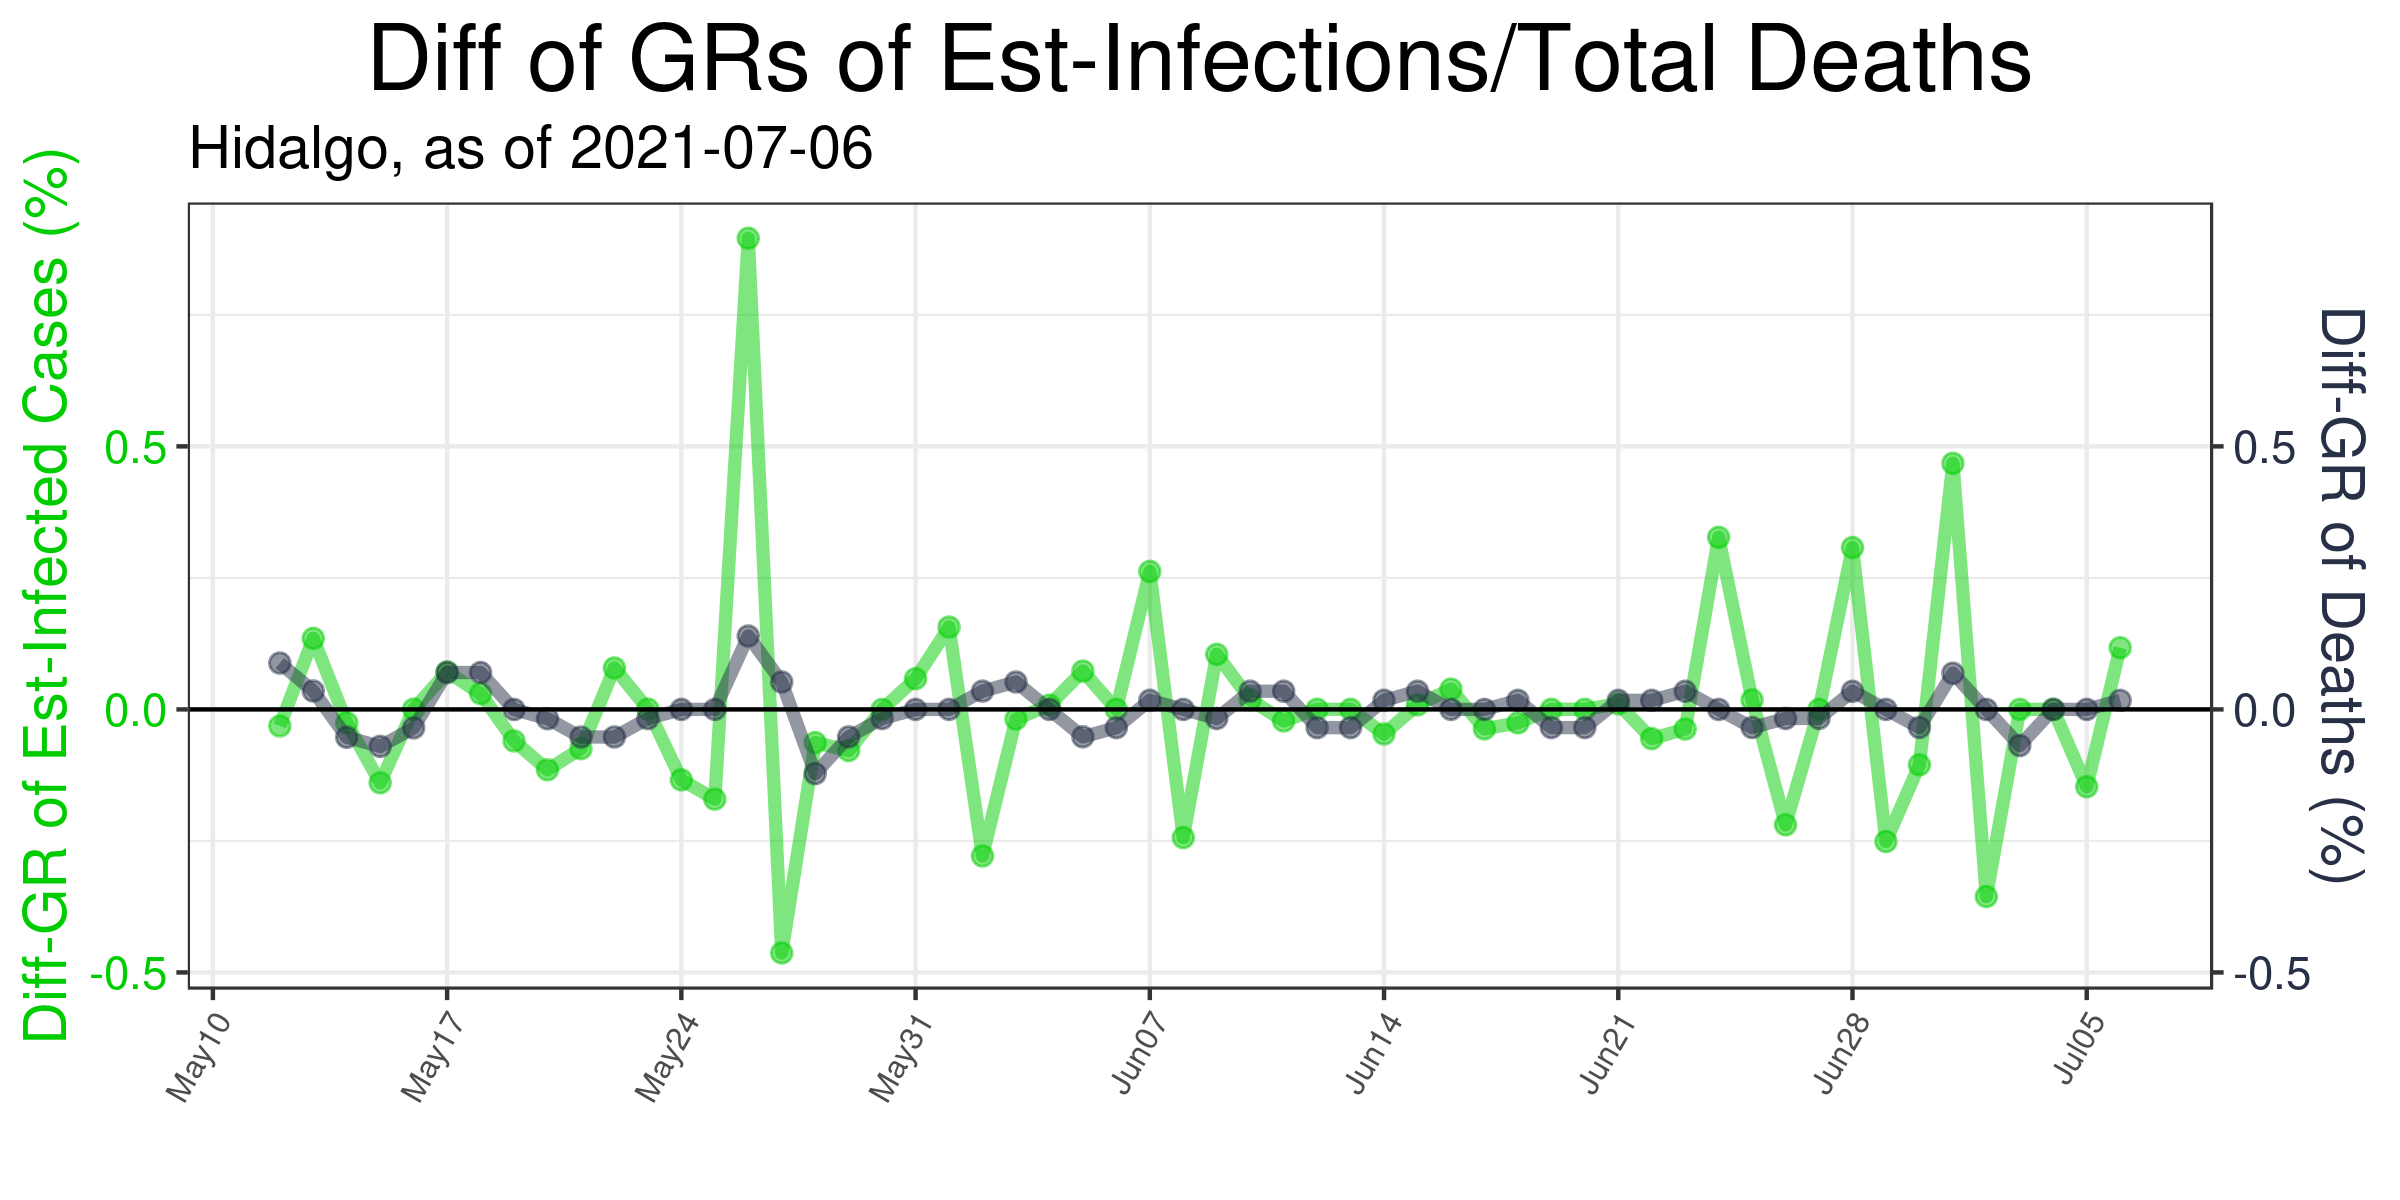 Diff of GRs of Est-Infections/Total Deaths
Hidalgo, as of 2021-07-06
Diff-GR of Est-Infected Cases (%)
0.5
0.0
-0.5
0.5
0.0
-0.5
Diff-GR of Deaths (%)
May10
May17
May24
May31
Jun07
Jun14
Jun21
Jun28
Jul05